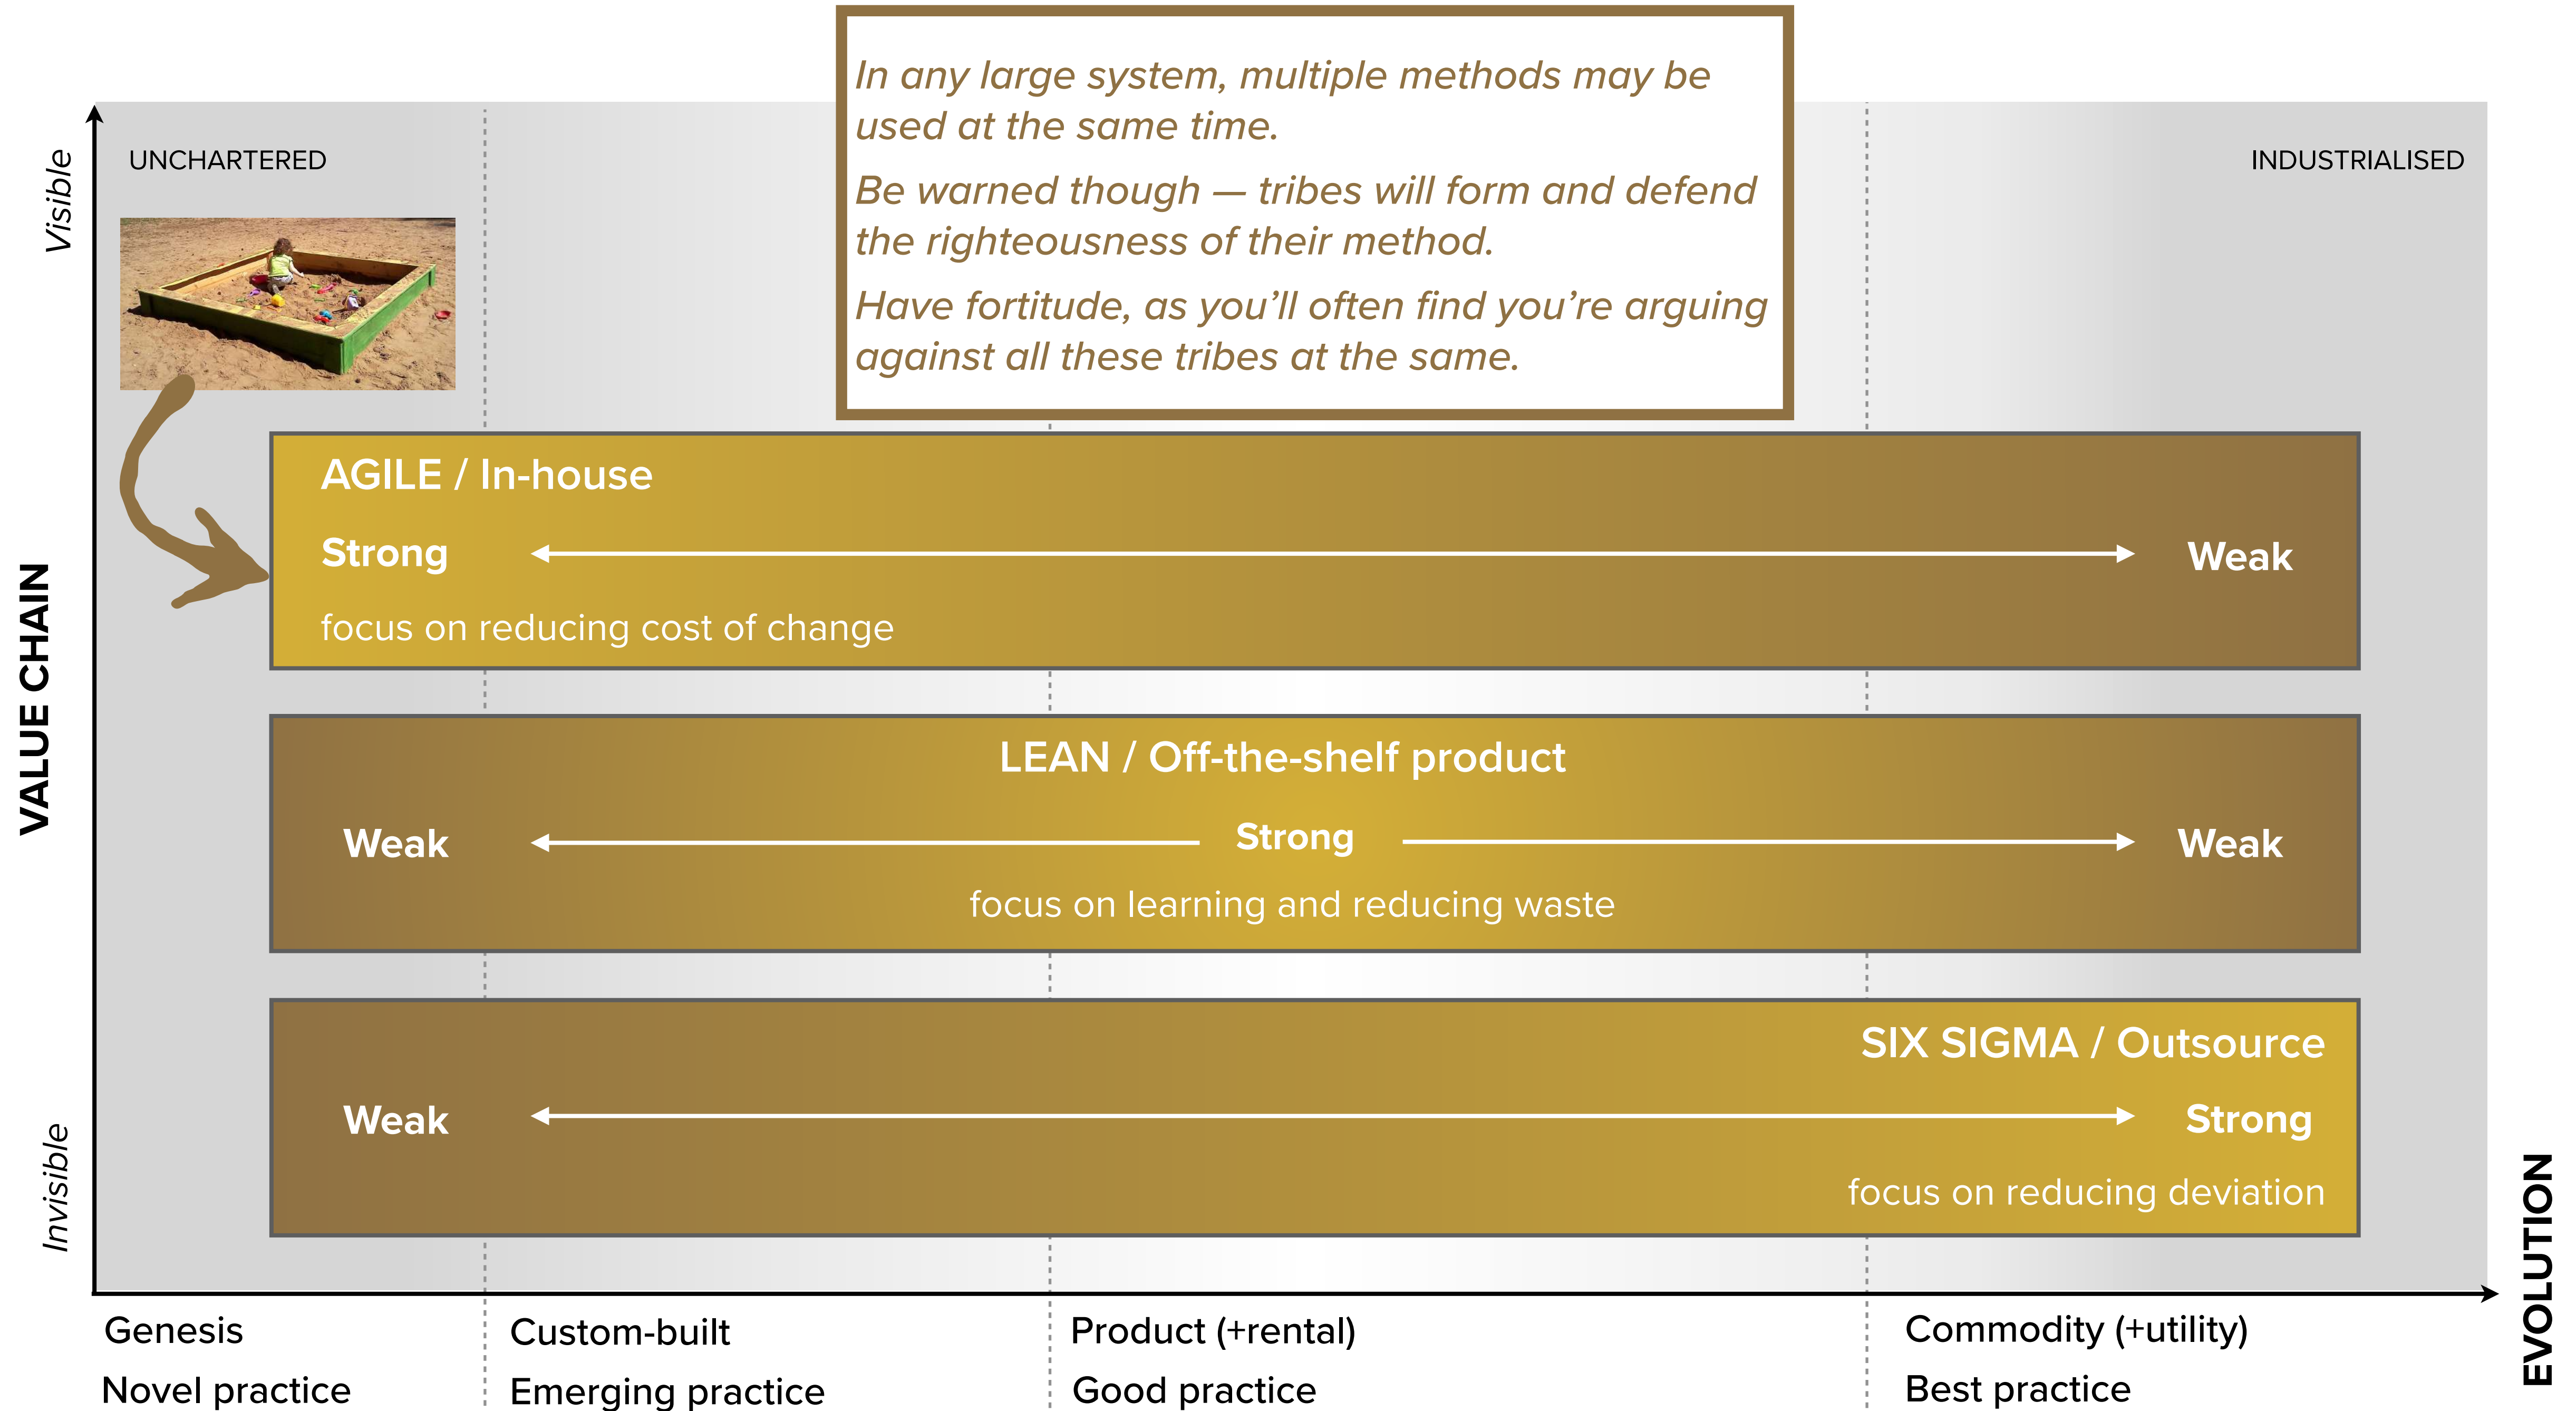 In any large system, multiple methods may be
used at the same time.
Be warned though — tribes will form and defend
the righteousness of their method.
Have fortitude, as you’ll often find you’re arguing
against all these tribes at the same.
UNCHARTERED
INDUSTRIALISED
Visible
VALUE CHAIN
Invisible
AGILE / In-house
Strong
Weak
focus on reducing cost of change
LEAN / Off-the-shelf product
Weak
Strong
Weak
focus on learning and reducing waste
SIX SIGMA / Outsource
Weak
Strong
focus on reducing deviation
EVOLUTION
Genesis
Novel practice
Custom-built
Emerging practice
Product (+rental)
Good practice
Commodity (+utility)
Best practice